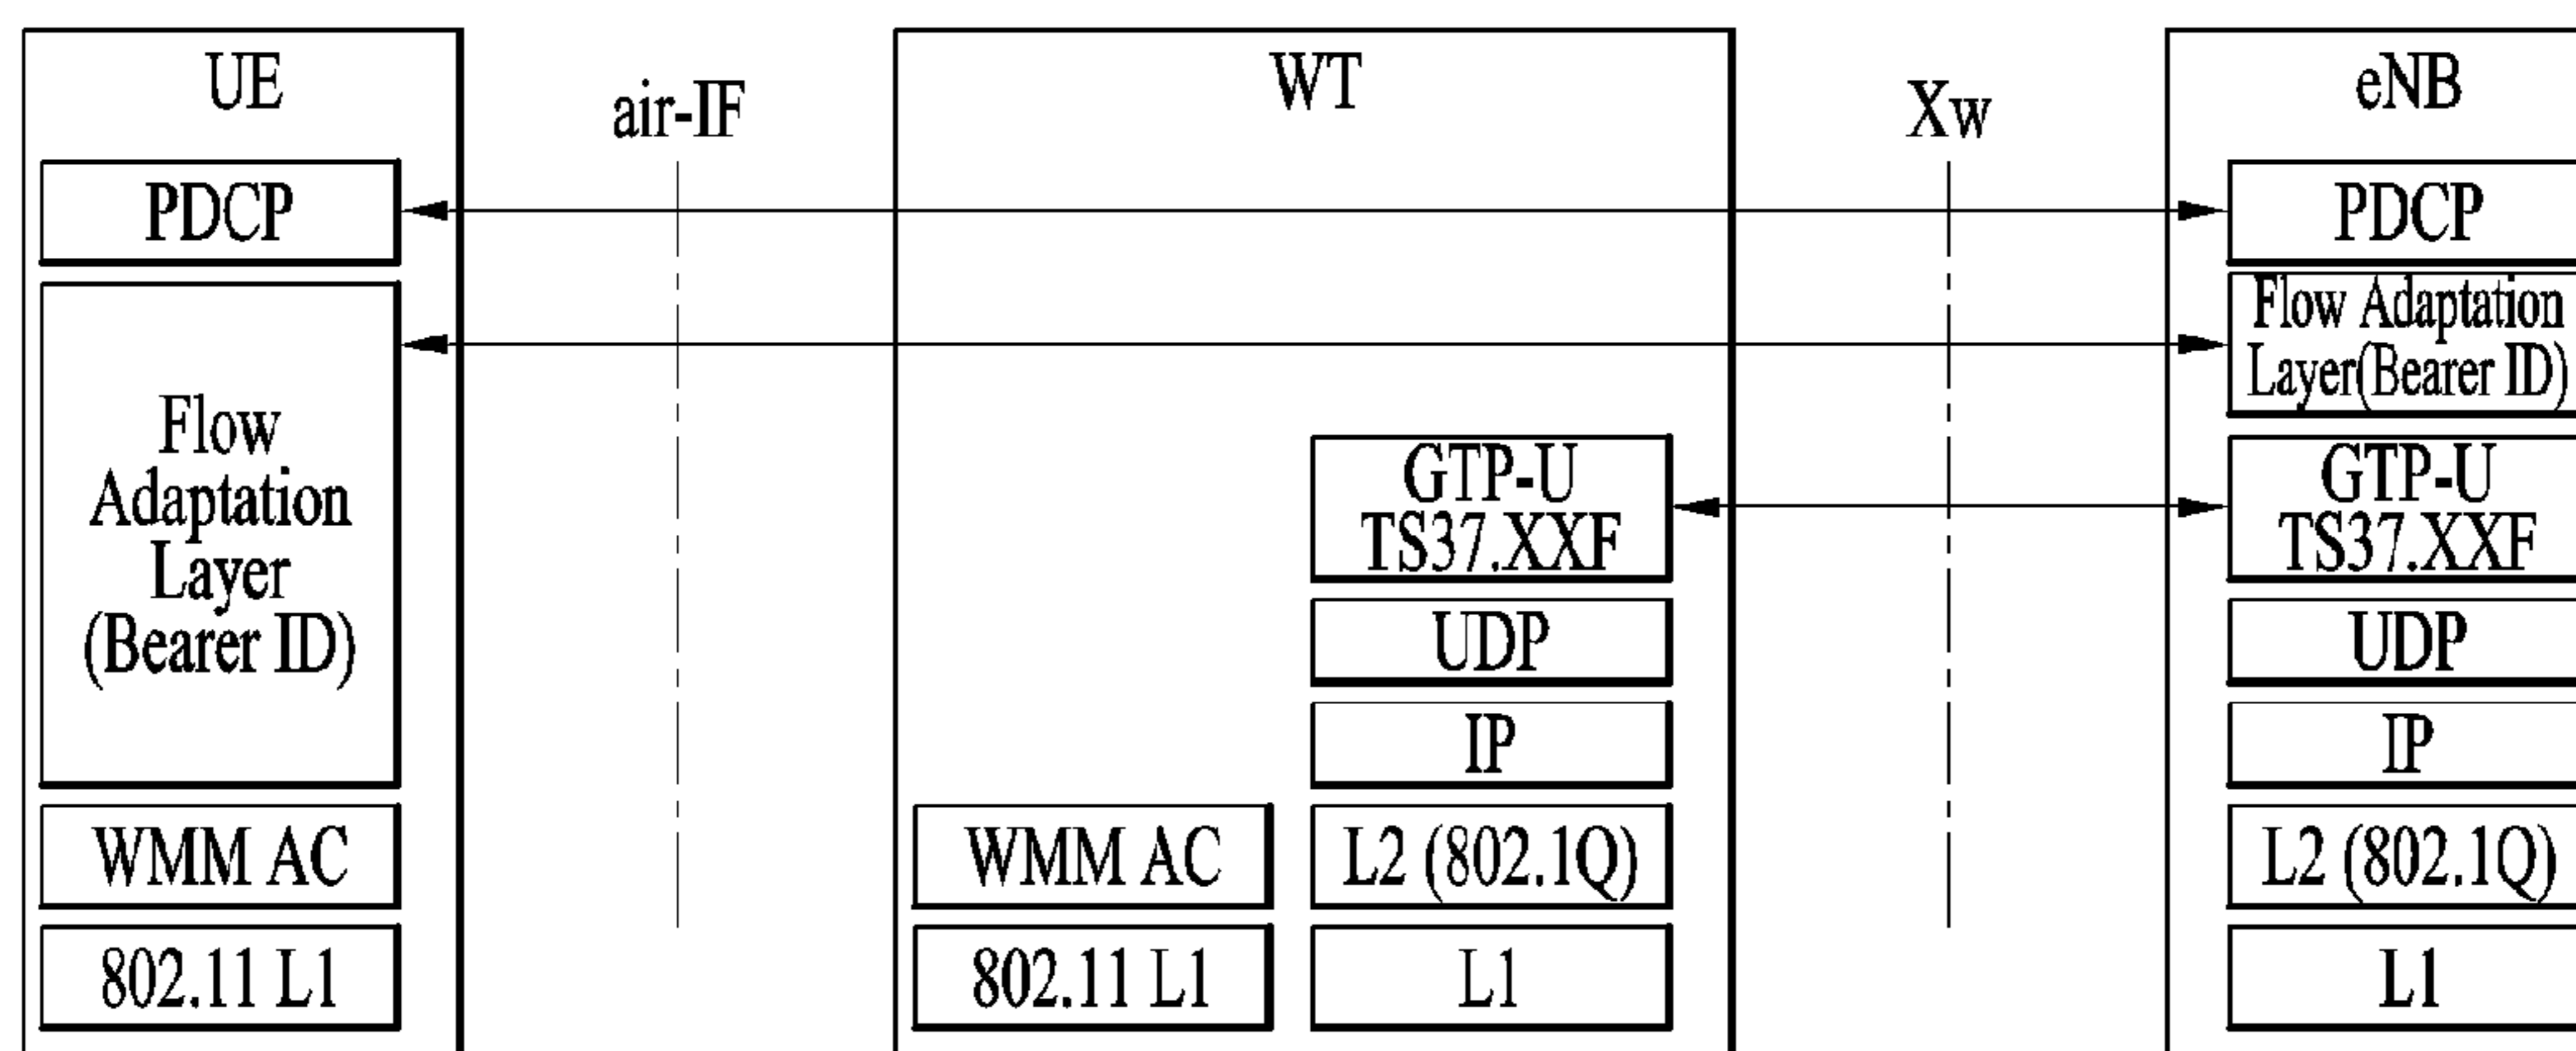 UE
air-IF
WT
Xw
eNB
PDCP
Flow
Adaptation
Layer
(Bearer ID)
WMM AC
802.11 L1
WMM AC
802.11 L1
GTP-U
TS37.XXF
UDP
IP
L2 (802.1Q)
L1
PDCP
Flow Adaptation
Layer(Bearer ID)
GTP-U
TS37.XXF
UDP
IP
L2 (802.1Q)
L1